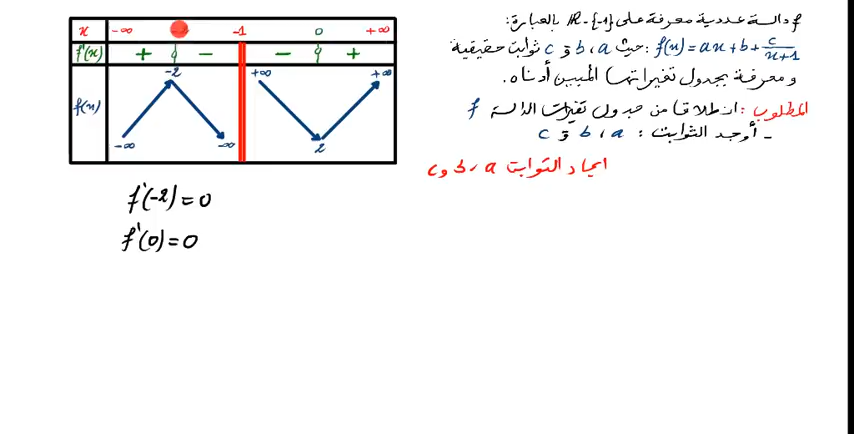 f دالة عددية معرفة على ℝ-{-1} بالعبارة:
f(x)=ax+b+c/(x+1) حيث: a، b و c ثوابت حقيقية
ومعرفة بجدول تغيراتها المبين أدناه.
المطلوب: انطلاقا من جدول تغيرات الدالة f
- أوجد الثوابت: a، b و c
ايجاد الثوابت a، b و c
x -∞ -1 0 +∞
f'(x) + 0 - - 0 +
f(x) -∞ -2 -∞ +∞ 2 +∞
f'(-2)=0
f'(0)=0